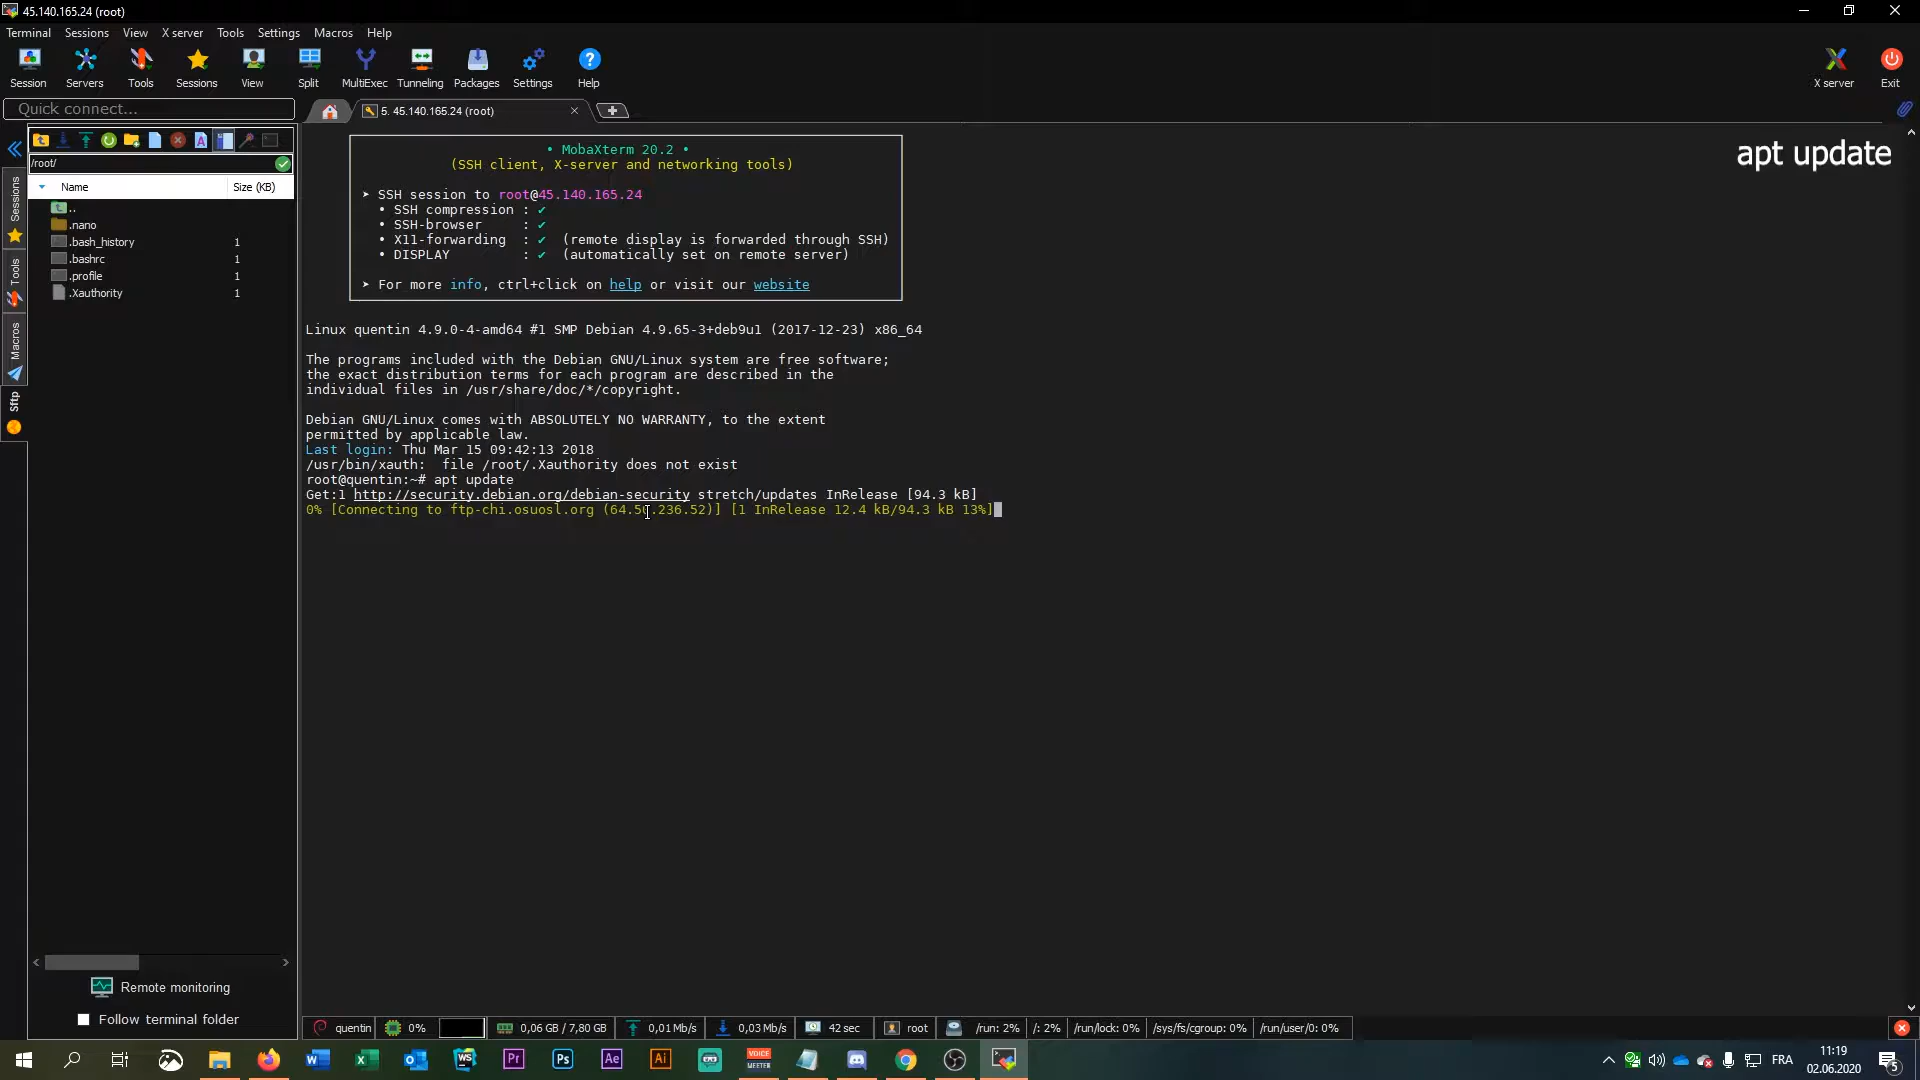 45.140.165.24 (root)
Terminal Sessions View X server Tools Settings Macros Help
Session Servers Tools Sessions View Split MultiExec Tunneling Packages Settings Help X server Exit
Quick connect...
5. 45.140.165.24 (root)
/root/
Name Size (KB)
..
.nano
.bash_history 1
.bashrc 1
.profile 1
.Xauthority 1
Sessions
Tools
Macros
Sftp
Remote monitoring
Follow terminal folder
apt update
• MobaXterm 20.2 •
(SSH client, X-server and networking tools)
➤ SSH session to root@45.140.165.24
• SSH compression : ✔
• SSH-browser : ✔
• X11-forwarding : ✔ (remote display is forwarded through SSH)
• DISPLAY : ✔ (automatically set on remote server)
➤ For more info, ctrl+click on help or visit our website
Linux quentin 4.9.0-4-amd64 #1 SMP Debian 4.9.65-3+deb9u1 (2017-12-23) x86_64
The programs included with the Debian GNU/Linux system are free software;
the exact distribution terms for each program are described in the
individual files in /usr/share/doc/*/copyright.
Debian GNU/Linux comes with ABSOLUTELY NO WARRANTY, to the extent
permitted by applicable law.
Last login: Thu Mar 15 09:42:13 2018
/usr/bin/xauth: file /root/.Xauthority does not exist
root@quentin:~# apt update
Get:1 http://security.debian.org/debian-security stretch/updates InRelease [94.3 kB]
0% [Connecting to ftp-chi.osuosl.org (64.50.236.52)] [1 InRelease 12.4 kB/94.3 kB 13%]
quentin 0% 0,06 GB / 7,80 GB 0,01 Mb/s 0,03 Mb/s 42 sec root /run: 2% /: 2% /run/lock: 0% /sys/fs/cgroup: 0% /run/user/0: 0%
WS Pr Ps Ae Ai VOICE MEETER FRA 11:19
02.06.2020 5